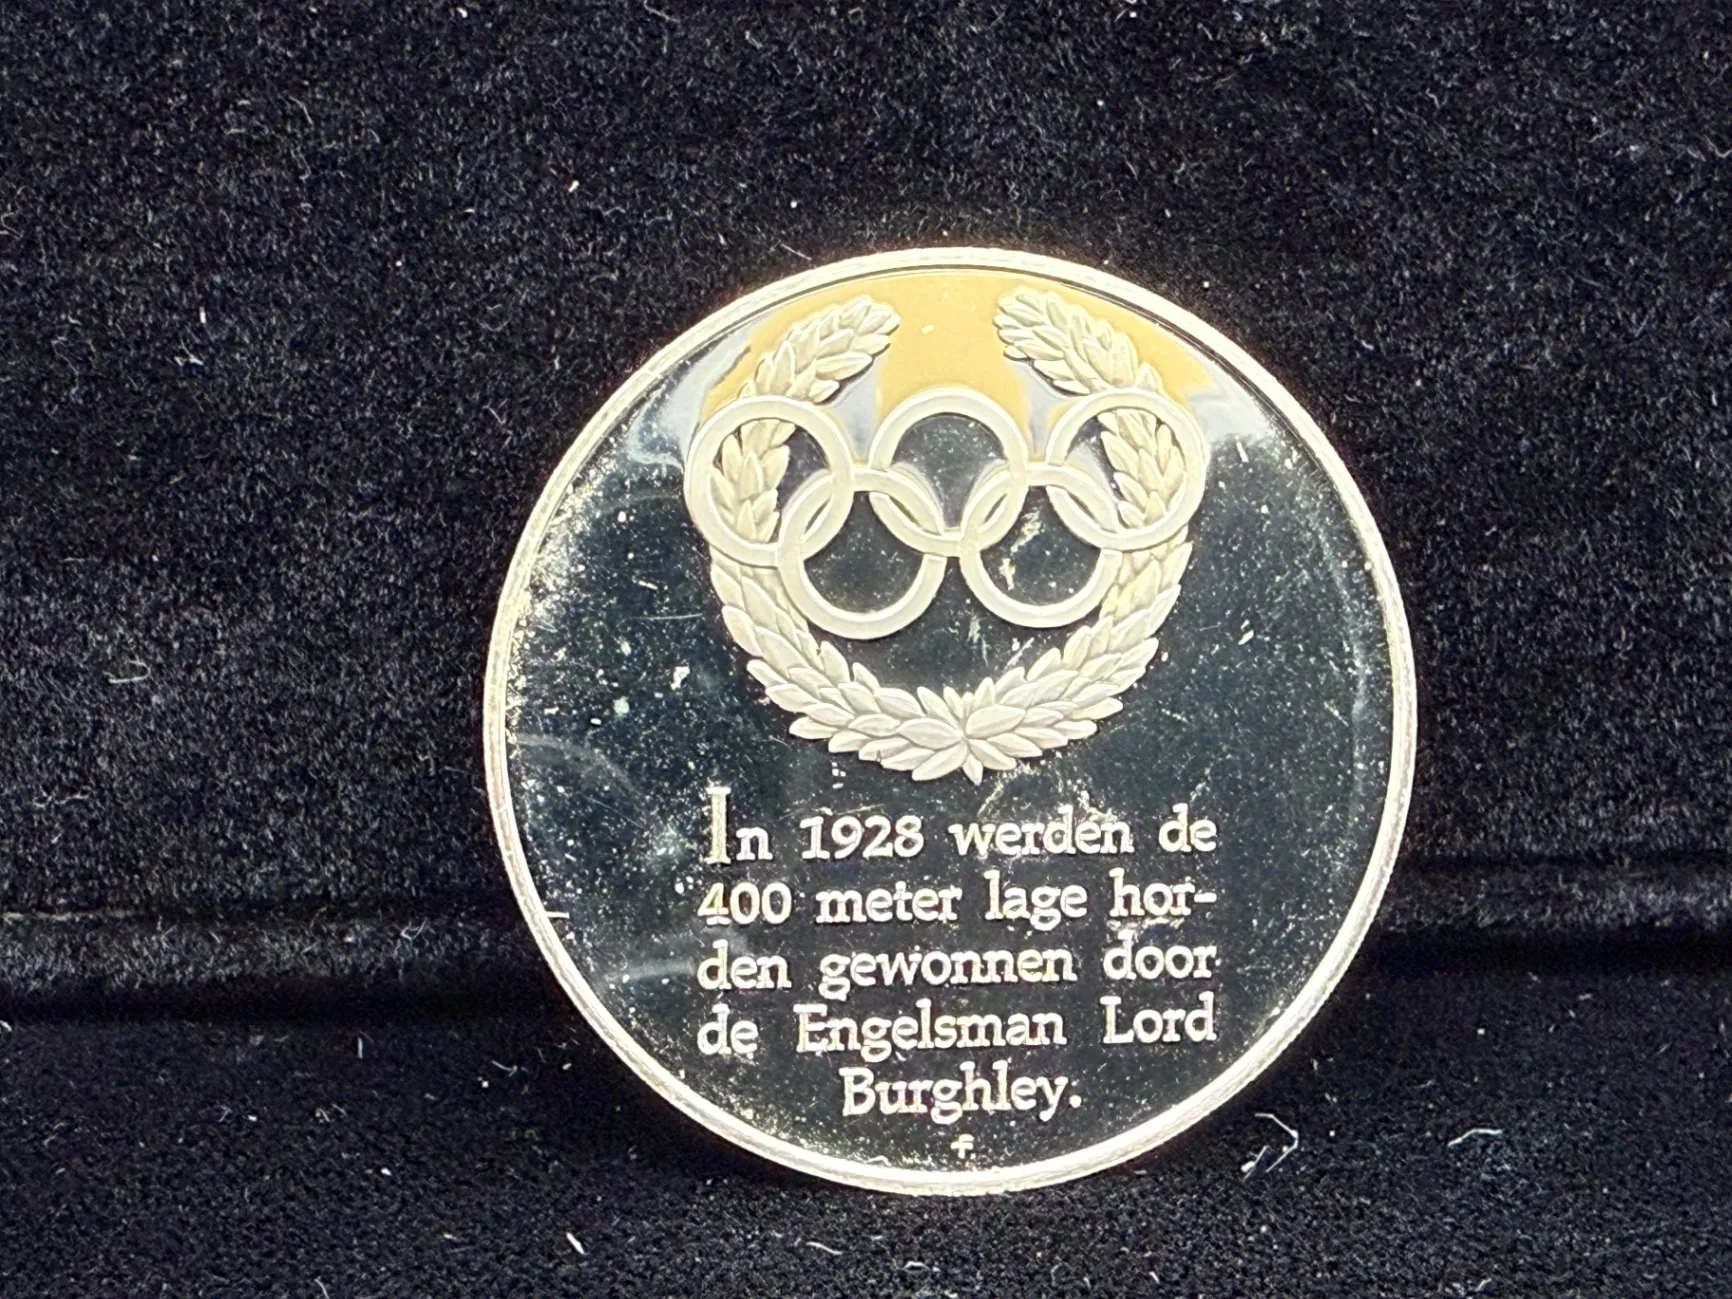 In 1928 werden de
400 meter lage hor-
den gewonnen door
de Engelsman Lord
Burghley.
f